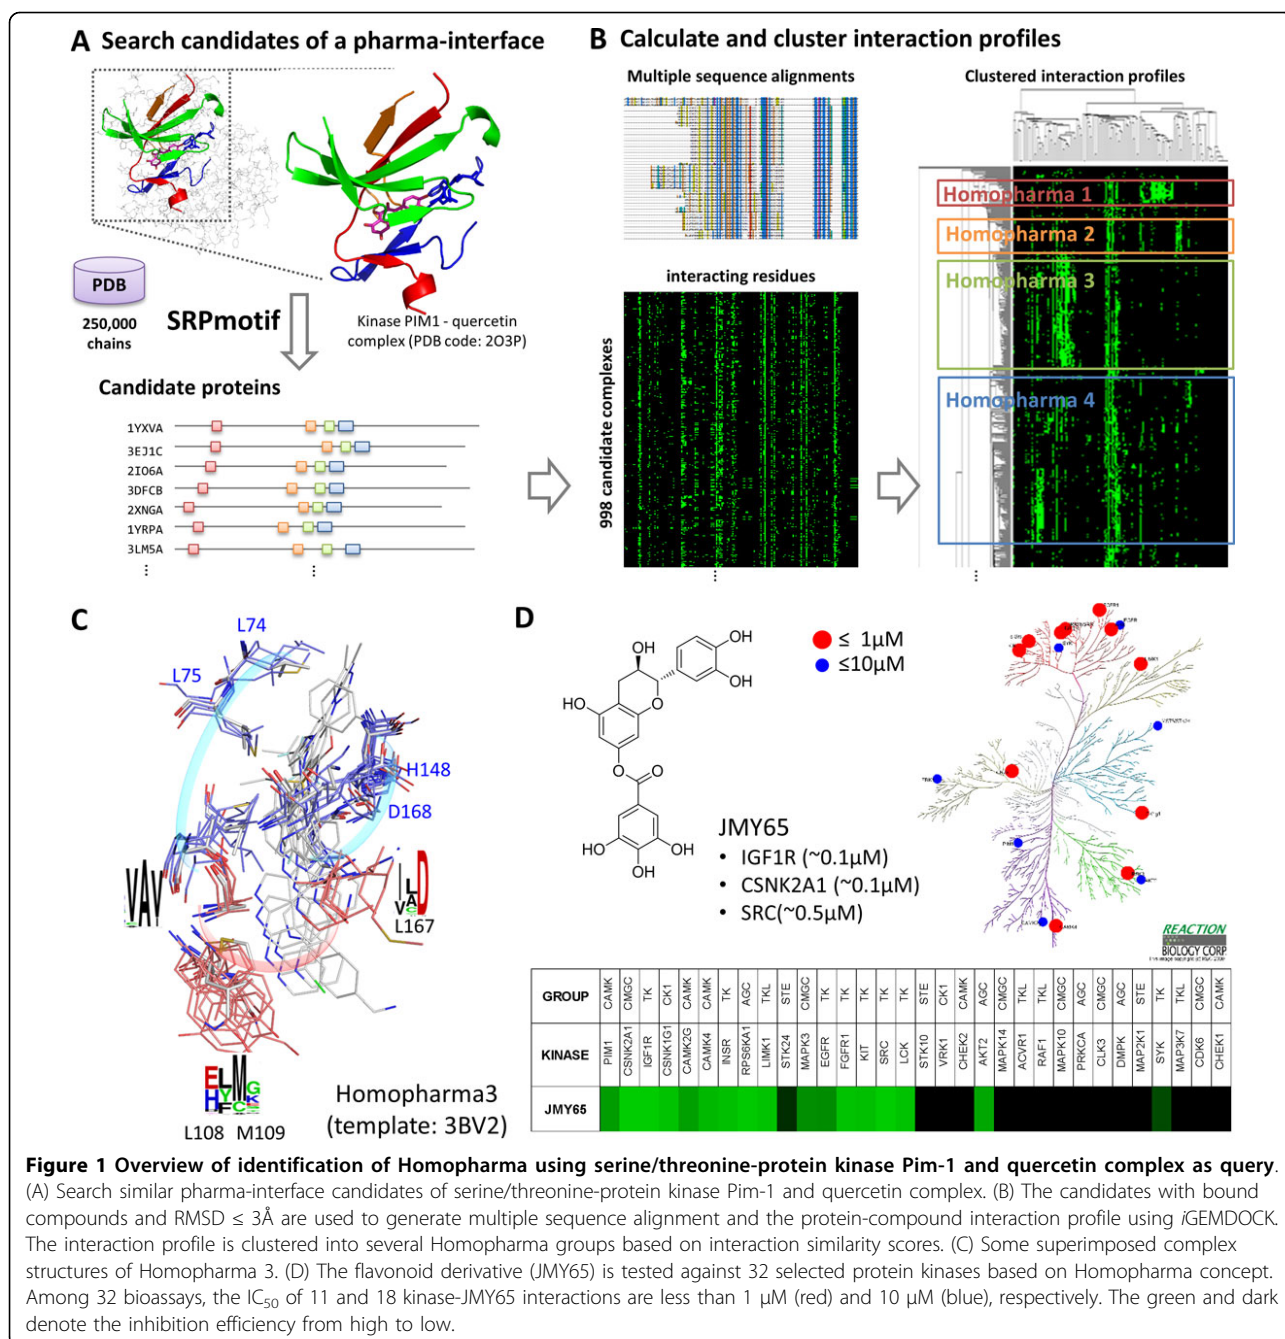 A Search candidates of a pharma-interface
PDB
250,000
chains
SRPmotif
Kinase PIM1 - quercetin
complex (PDB code: 2O3P)
Candidate proteins
1YXVA
3EJ1C
2IO6A
3DFCB
2XNGA
1YRPA
3LM5A
B Calculate and cluster interaction profiles
Multiple sequence alignments
interacting residues
998 candidate complexes
Clustered interaction profiles
Homopharma 1
Homopharma 2
Homopharma 3
Homopharma 4
C
L74
L75
H148
D168
VAV
L167
L108 M109
Homopharma3
(template: 3BV2)
D
OH
HO
OH
OH
O
OH
O
O
HO
OH
OH
JMY65
• IGF1R (~0.1μM)
• CSNK2A1 (~0.1μM)
• SRC(~0.5μM)
≤ 1μM
≤10μM
REACTION
BIOLOGY CORP.
GROUP CAMK CMGC TK CK1 CAMK CAMK TK AGC TKL STE CMGC TK TK TK TK TK STE CK1 CAMK AGC CMGC TKL TKL CMGC AGC CMGC AGC STE TK TKL CMGC CAMK
KINASE PIM1 CSNK2A1 IGF1R CSNK1G1 CAMK2G CAMK4 INSR RPS6KA1 LIMK1 STK24 MAPK3 EGFR FGFR1 KIT SRC LCK STK10 VRK1 CHEK2 AKT2 MAPK14 ACVR1 RAF1 MAPK10 PRKCA CLK3 DMPK MAP2K1 SYK MAP3K7 CDK6 CHEK1
JMY65
Figure 1 Overview of identification of Homopharma using serine/threonine-protein kinase Pim-1 and quercetin complex as query.
(A) Search similar pharma-interface candidates of serine/threonine-protein kinase Pim-1 and quercetin complex. (B) The candidates with bound
compounds and RMSD ≤ 3Å are used to generate multiple sequence alignment and the protein-compound interaction profile using iGEMDOCK.
The interaction profile is clustered into several Homopharma groups based on interaction similarity scores. (C) Some superimposed complex
structures of Homopharma 3. (D) The flavonoid derivative (JMY65) is tested against 32 selected protein kinases based on Homopharma concept.
Among 32 bioassays, the IC50 of 11 and 18 kinase-JMY65 interactions are less than 1 μM (red) and 10 μM (blue), respectively. The green and dark
denote the inhibition efficiency from high to low.